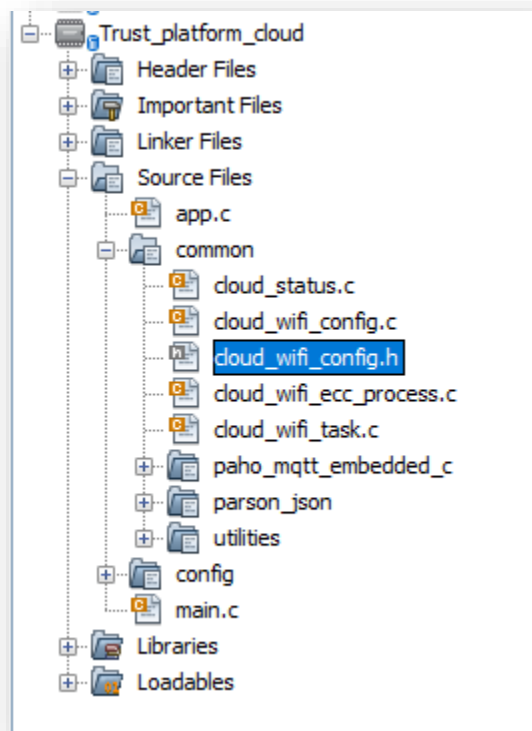 Trust_platform_cloud
Header Files
Important Files
Linker Files
Source Files
app.c
common
cloud_status.c
cloud_wifi_config.c
cloud_wifi_config.h
cloud_wifi_ecc_process.c
cloud_wifi_task.c
paho_mqtt_embedded_c
parson_json
utilities
config
main.c
Libraries
Loadables